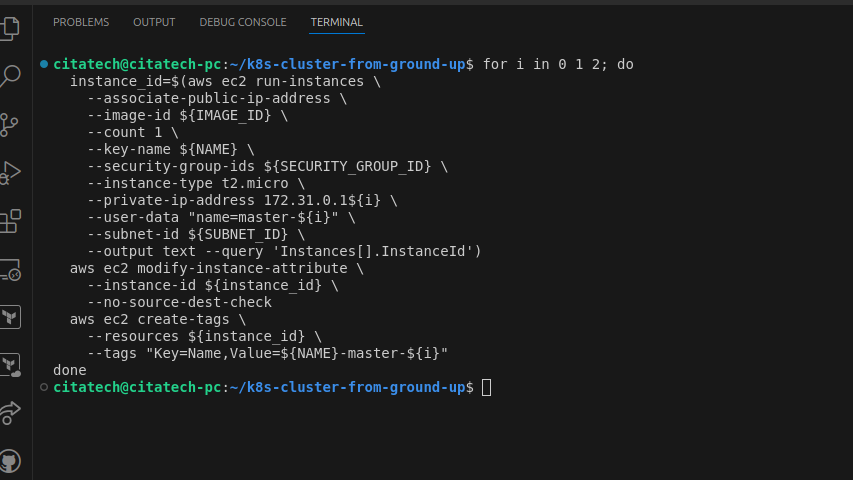 PROBLEMS OUTPUT DEBUG CONSOLE TERMINAL
citatech@citatech-pc:~/k8s-cluster-from-ground-up$ for i in 0 1 2; do
  instance_id=$(aws ec2 run-instances \
    --associate-public-ip-address \
    --image-id ${IMAGE_ID} \
    --count 1 \
    --key-name ${NAME} \
    --security-group-ids ${SECURITY_GROUP_ID} \
    --instance-type t2.micro \
    --private-ip-address 172.31.0.1${i} \
    --user-data "name=master-${i}" \
    --subnet-id ${SUBNET_ID} \
    --output text --query 'Instances[].InstanceId')
  aws ec2 modify-instance-attribute \
    --instance-id ${instance_id} \
    --no-source-dest-check
  aws ec2 create-tags \
    --resources ${instance_id} \
    --tags "Key=Name,Value=${NAME}-master-${i}"
done
citatech@citatech-pc:~/k8s-cluster-from-ground-up$